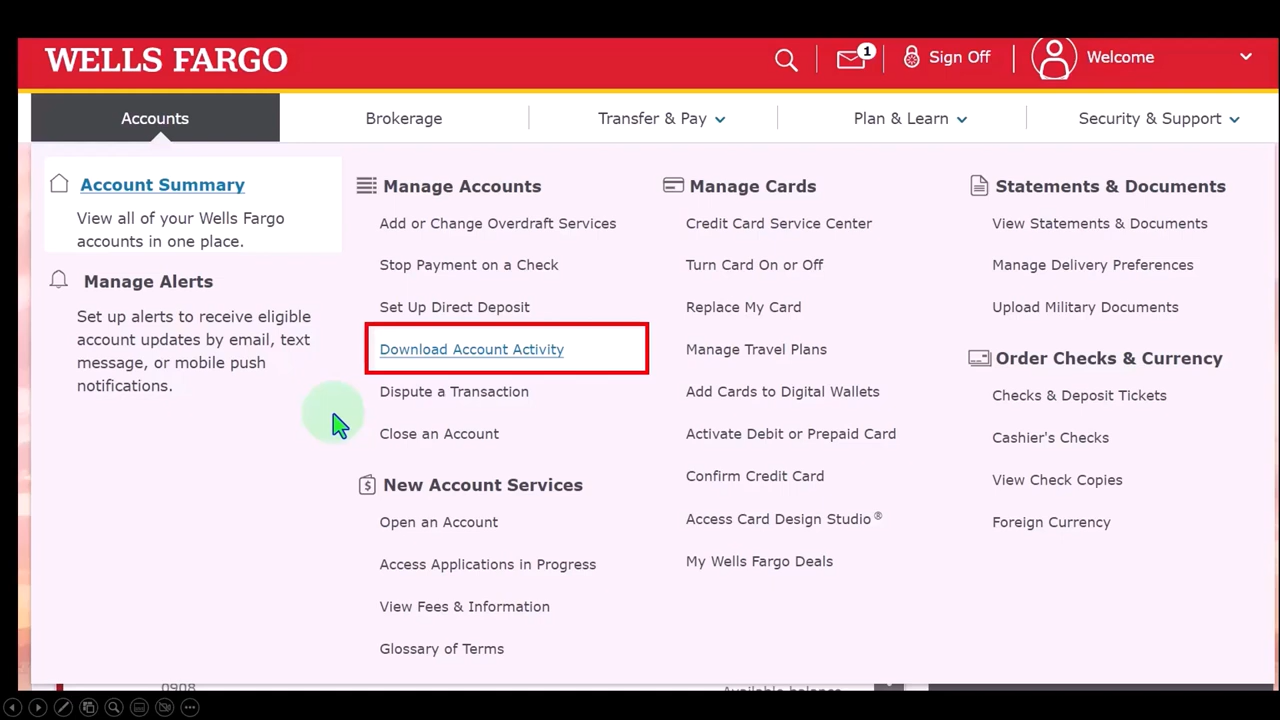 WELLS FARGO
1
Sign Off
Welcome
Accounts
Brokerage
Transfer & Pay
Plan & Learn
Security & Support
Account Summary
View all of your Wells Fargo
accounts in one place.
Manage Alerts
Set up alerts to receive eligible
account updates by email, text
message, or mobile push
notifications.
Manage Accounts
Add or Change Overdraft Services
Stop Payment on a Check
Set Up Direct Deposit
Download Account Activity
Dispute a Transaction
Close an Account
New Account Services
Open an Account
Access Applications in Progress
View Fees & Information
Glossary of Terms
Manage Cards
Credit Card Service Center
Turn Card On or Off
Replace My Card
Manage Travel Plans
Add Cards to Digital Wallets
Activate Debit or Prepaid Card
Confirm Credit Card
Access Card Design Studio®
My Wells Fargo Deals
Statements & Documents
View Statements & Documents
Manage Delivery Preferences
Upload Military Documents
Order Checks & Currency
Checks & Deposit Tickets
Cashier's Checks
View Check Copies
Foreign Currency
0908
Available balance